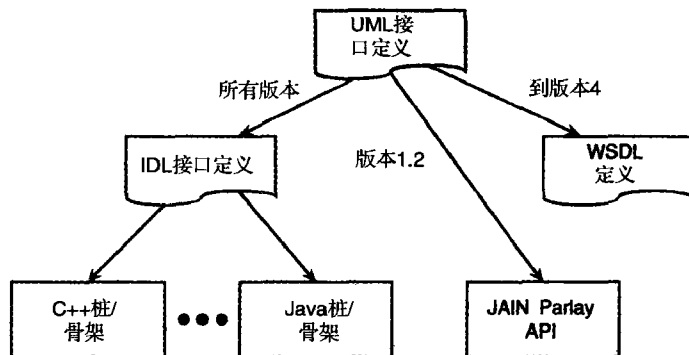 UML接
口定义
所有版本
到版本4
IDL接口定义
版本1.2
WSDL
定义
C++桩/
骨架
Java桩/
骨架
JAIN Parlay
API